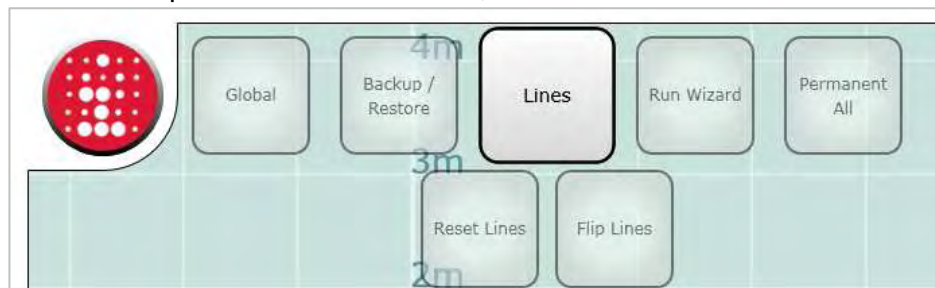 4m
Global
Backup /
Restore
Lines
Run Wizard
Permanent
All
3m
Reset Lines
Flip Lines
2m